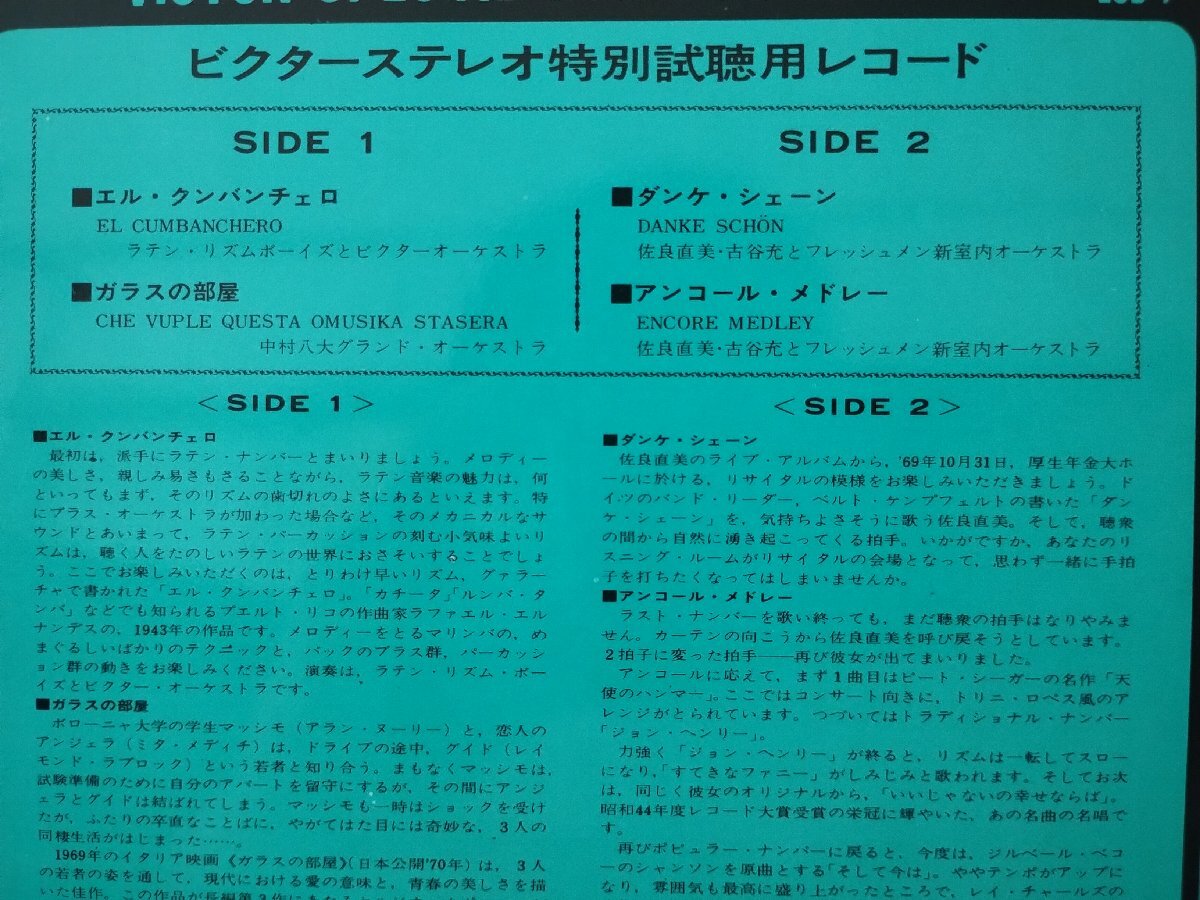 ビクターステレオ特別試聴用レコード
SIDE 1
■エル・クンバンチェロ
EL CUMBANCHERO
ラテン・リズムボーイズとビクターオーケストラ
■ガラスの部屋
CHE VUPLE QUESTA OMUSIKA STASERA
中村八大グランド・オーケストラ
SIDE 2
■ダンケ・シェーン
DANKE SCHÖN
佐良直美・古谷充とフレッシュメン新室内オーケストラ
■アンコール・メドレー
ENCORE MEDLEY
佐良直美・古谷充とフレッシュメン新室内オーケストラ
<SIDE 1>
■エル・クンバンチェロ
最初は,派手にラテン・ナンバーとまいりましょう。メロディー
の美しさ,親しみ易さもさることながら,ラテン音楽の魅力は,何
といってもまず,そのリズムの歯切れのよさにあるといえます。特
にブラス・オーケストラが加わった場合など,そのメカニカルなサ
ウンドとあいまって,ラテン・パーカッションの刻む小気味よいリ
ズムは,聴く人をたのしいラテンの世界におさそいすることでしょ
う。ここでお楽しみいただくのは,とりわけ早いリズム,グァラー
チャで書かれた「エル・クンバンチェロ」。「カチータ」「ルンバ・タ
ンバ」などでも知られるプエルト・リコの作曲家ラファエル・エル
ナンデスの,1943年の作品です。メロディーをとるマリンバの,め
まぐるしいばかりのテクニックと,バックのブラス群,パーカッシ
ョン群の動きをお楽しみください。演奏は,ラテン・リズム・ボー
イズとビクター・オーケストラです。
■ガラスの部屋
ボローニャ大学の学生マッシモ(アラン・ヌーリー)と,恋人の
アンジェラ(ミタ・メディチ)は,ドライブの途中,グイド(レイ
モンド・ラブロック)という若者と知り合う。まもなくマッシモは,
試験準備のために自分のアパートを留守にするが,その間にアンジ
ェラとグイドは結ばれてしまう。マッシモも一時はショックを受け
たが,ふたりの卒直なことばに,やがてはた目には奇妙な,3人の
同棲生活がはじまった……。
1969年のイタリア映画《ガラスの部屋》(日本公開'70年)は,3人
の若者の姿を通して,現代における愛の意味と,青春の美しさを描
いた佳作。この作品が長編第3作に
<SIDE 2>
■ダンケ・シェーン
佐良直美のライブ・アルバムから,'69年10月31日,厚生年金大ホ
ールに於ける,リサイタルの模様をお楽しみいただきましょう。ド
イツのバンド・リーダー,ベルト・ケンプフェルトの書いた「ダン
ケ・シェーン」を,気持ちよさそうに歌う佐良直美。そして,聴衆
の間から自然に湧き起こってくる拍手。いかがですか,あなたのリ
スニング・ルームがリサイタルの会場となって,思わず一緒に手拍
子を打ちたくなってはしまいませんか。
■アンコール・メドレー
ラスト・ナンバーを歌い終っても,まだ聴衆の拍手はなりやみま
せん。カーテンの向こうから佐良直美を呼び戻そうとしています。
2拍子に変った拍手――再び彼女が出てまいりました。
アンコールに応えて,まず1曲目はピート・シーガーの名作「天
使のハンマー」。ここではコンサート向きに,トリニ・ロペス風のア
レンジがとられています。つづいてはトラディショナル・ナンバー
「ジョン・ヘンリー」。
力強く「ジョン・ヘンリー」が終ると,リズムは一転してスロー
になり,「すてきなファニー」がしみじみと歌われます。そしてお次
は,同じく彼女のオリジナルから,「いいじゃないの幸せならば」。
昭和44年度レコード大賞受賞の栄冠に輝やいた,あの名曲の名唱で
す。
再びポピュラー・ナンバーに戻ると,今度は,ジルベール・ベコ
ーのシャンソンを原曲とする「そして今は」。ややテンポがアップに
なり,雰囲気も最高に盛り上がったところで,レイ・チャールズの